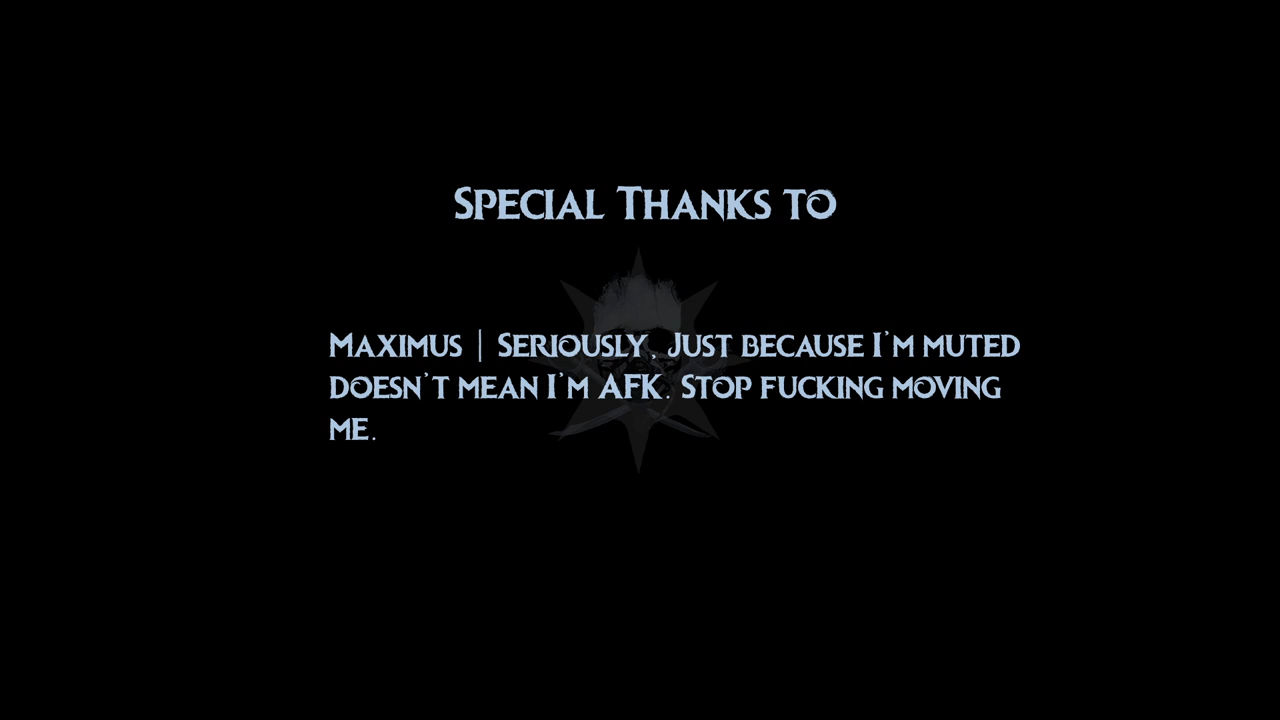 Special Thanks to
Maximus | Seriously, Just because I'm muted
doesn't mean I'm AFK. Stop fucking moving
me.